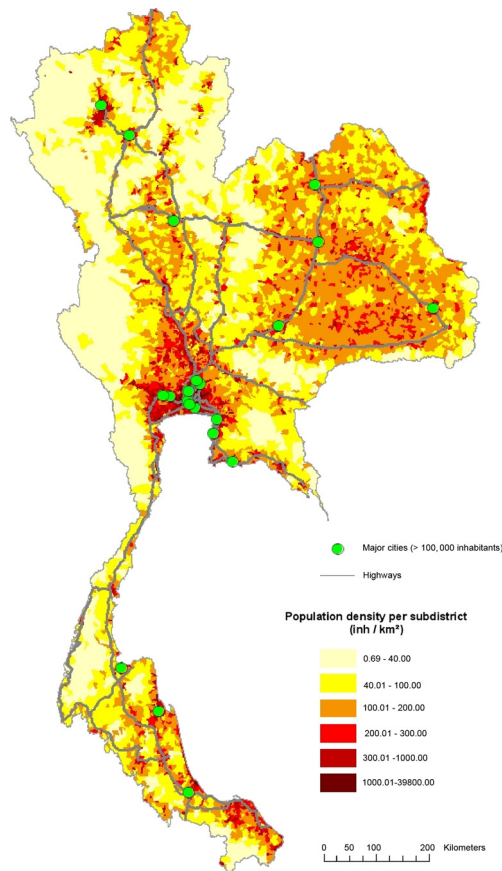 Major cities (> 100,000 inhabitants)
Highways
Population density per subdistrict
(inh / km²)
0.69 - 40.00
40.01 - 100.00
100.01 - 200.00
200.01 - 300.00
300.01 -1000.00
1000.01-39800.00
Kilometers
0 100 200